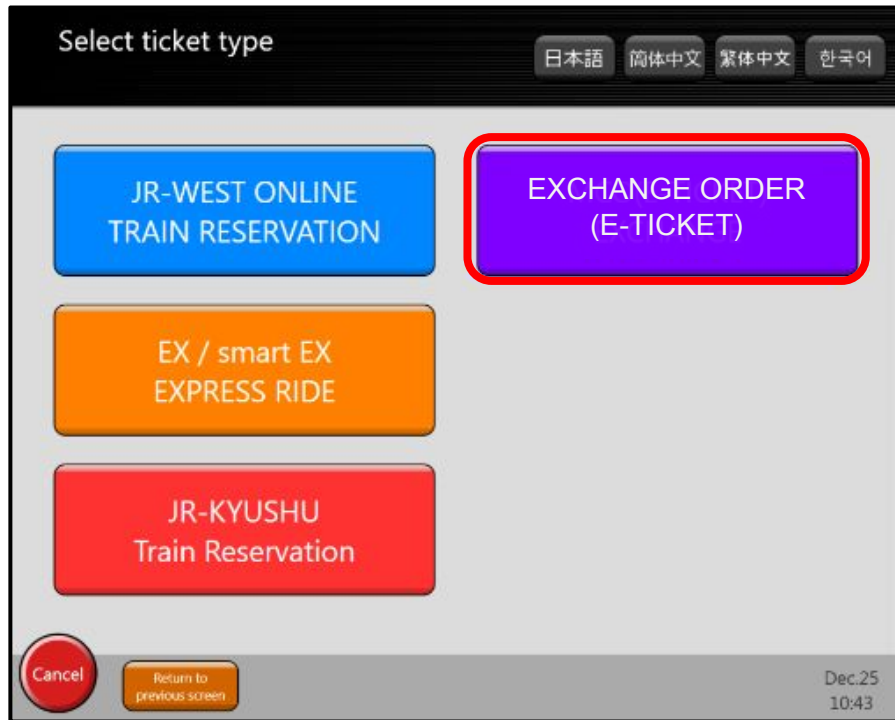 Select ticket type
日本語 简体中文 繁体中文 한국어
JR-WEST ONLINE
TRAIN RESERVATION
EXCHANGE ORDER
(E-TICKET)
EX / smart EX
EXPRESS RIDE
JR-KYUSHU
Train Reservation
Cancel
Return to
previous screen
Dec.25
10:43